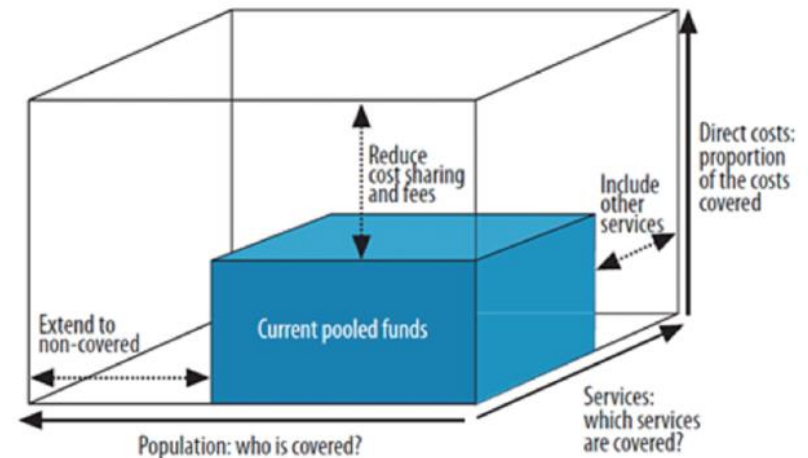 Reduce
cost sharing
and fees
Include
other
services
Direct costs:
proportion
of the costs
covered
Extend to
non-covered
Current pooled funds
Services:
which services
are covered?
Population: who is covered?